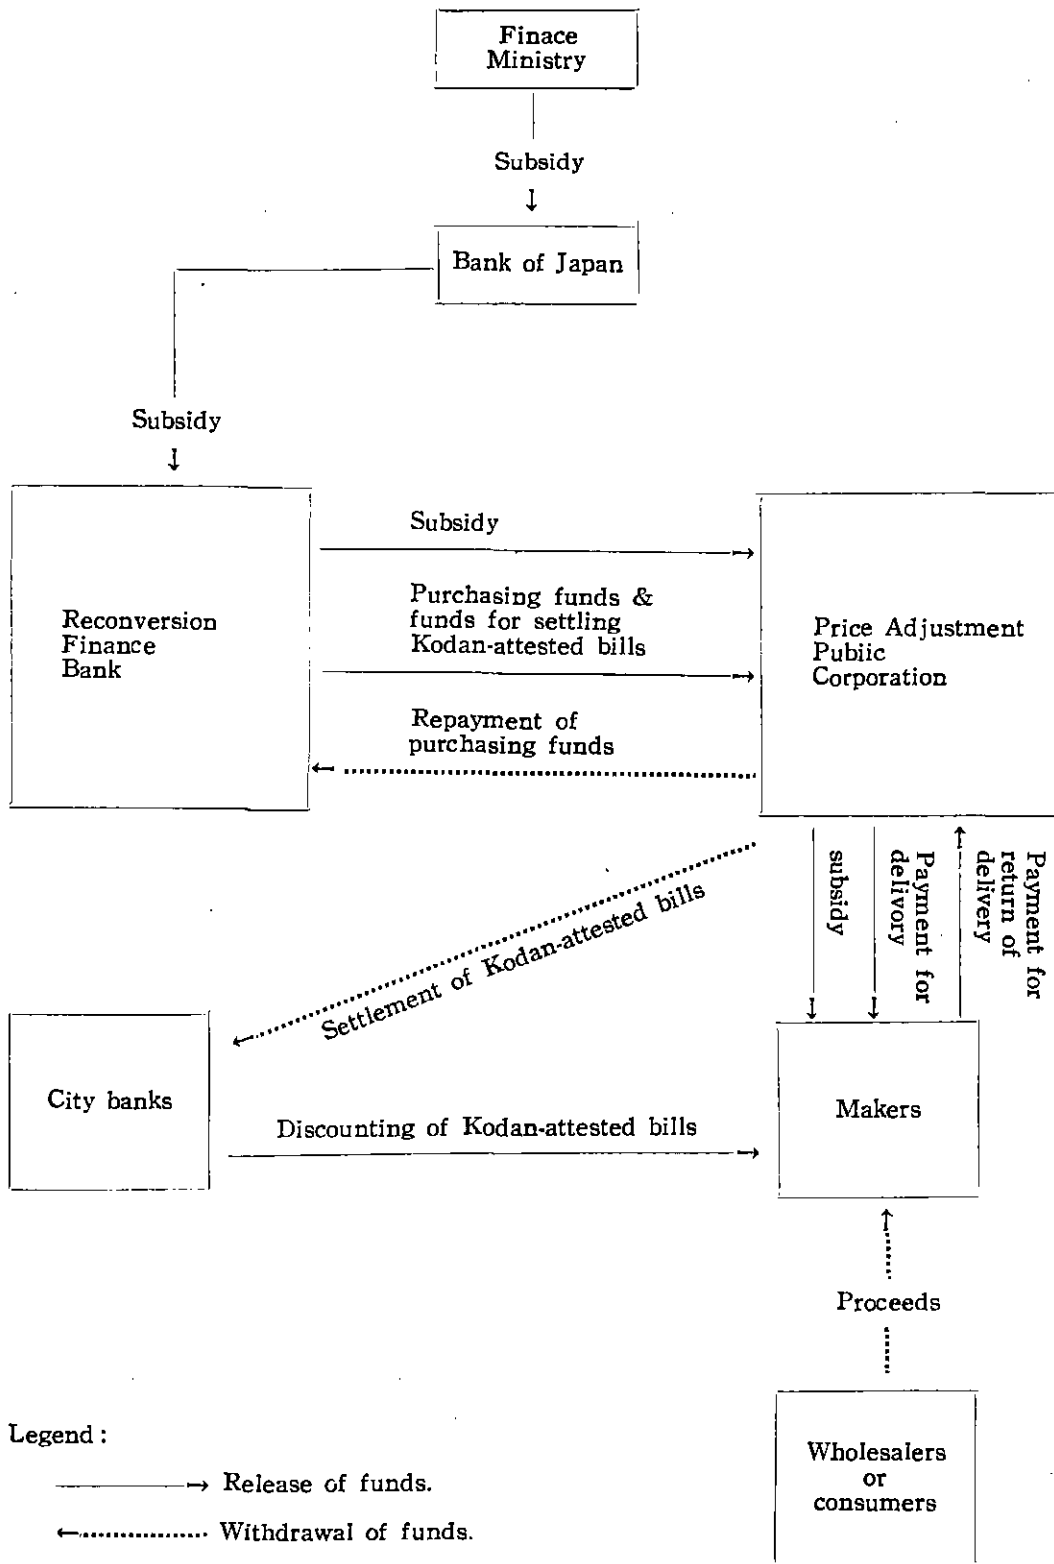 Finace
Ministry
Subsidy
Bank of Japan
Subsidy
Subsidy
Purchasing funds &
funds for settling
Kodan-attested bills
Reconversion
Finance
Bank
Price Adjustment
Pubiic
Corporation
Repayment of
purchasing funds
subsidy
Payment for
delivory
Payment for
return of
delivery
Settlement of Kodan-attested bills
City banks
Makers
Discounting of Kodan-attested bills
Proceeds
Legend :
Release of funds.
Withdrawal of funds.
Wholesalers
or
consumers